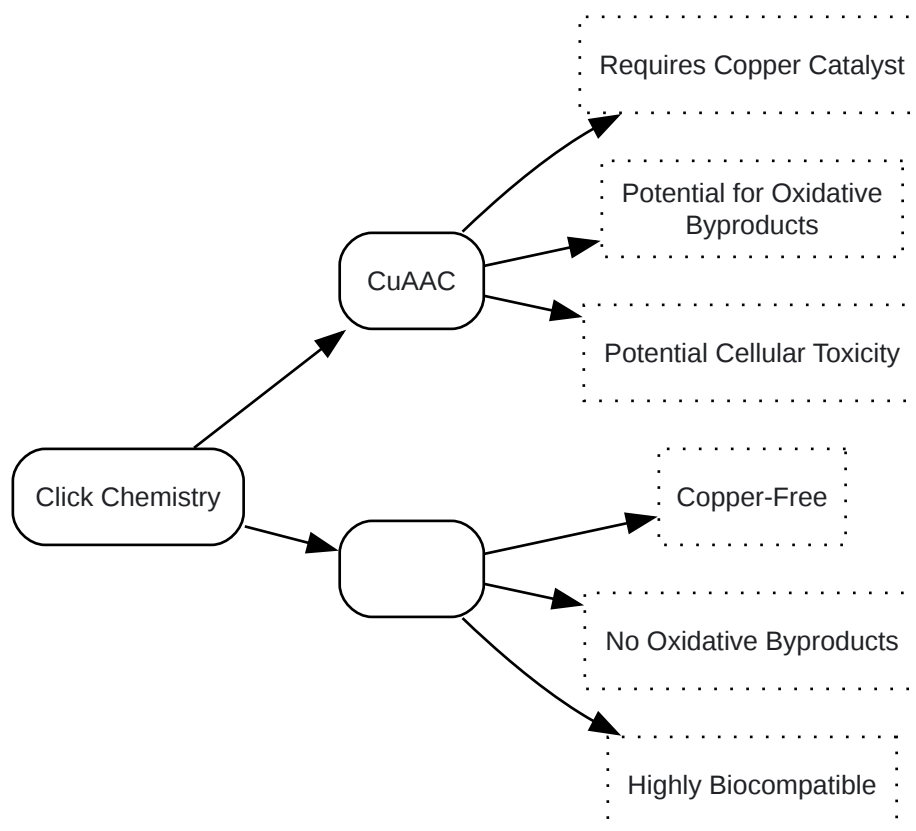 Requires Copper Catalyst
Potential for Oxidative
Byproducts
CuAAC
Potential Cellular Toxicity
Click Chemistry
Copper-Free
No Oxidative Byproducts
Highly Biocompatible